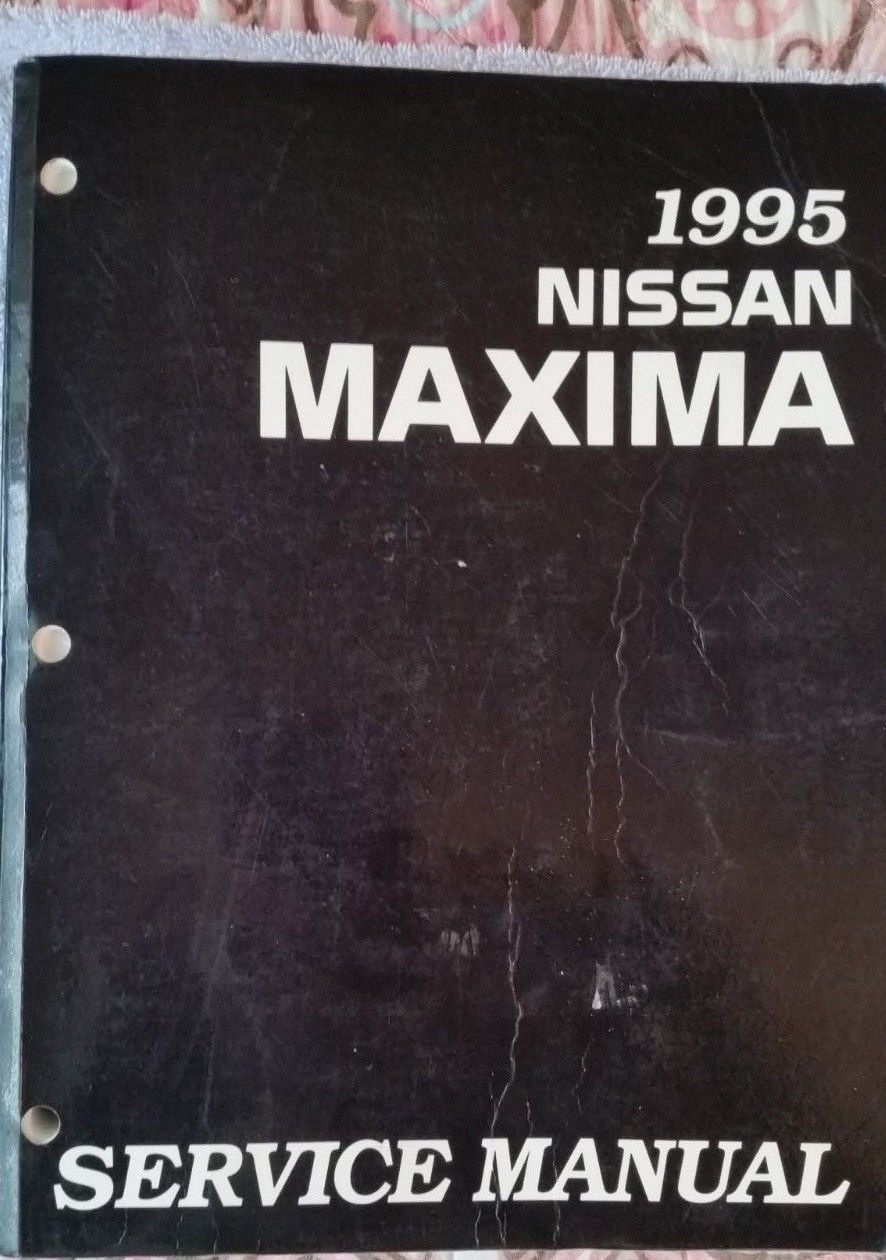 1995
NISSAN
MAXIMA
SERVICE MANUAL